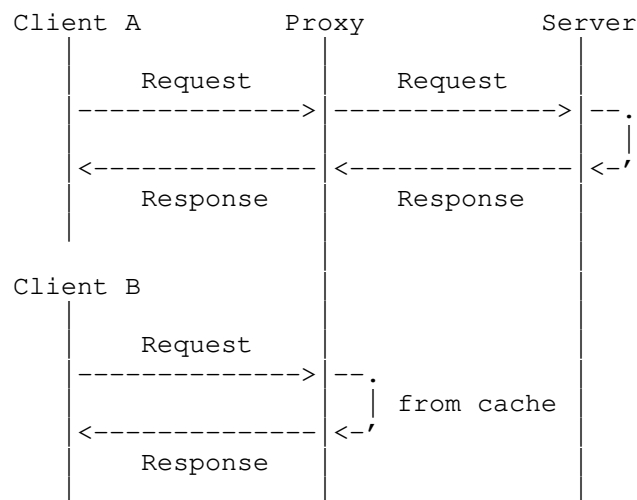 Client A Proxy Server
Request Request
Response Response
Client B
Request
from cache
Response